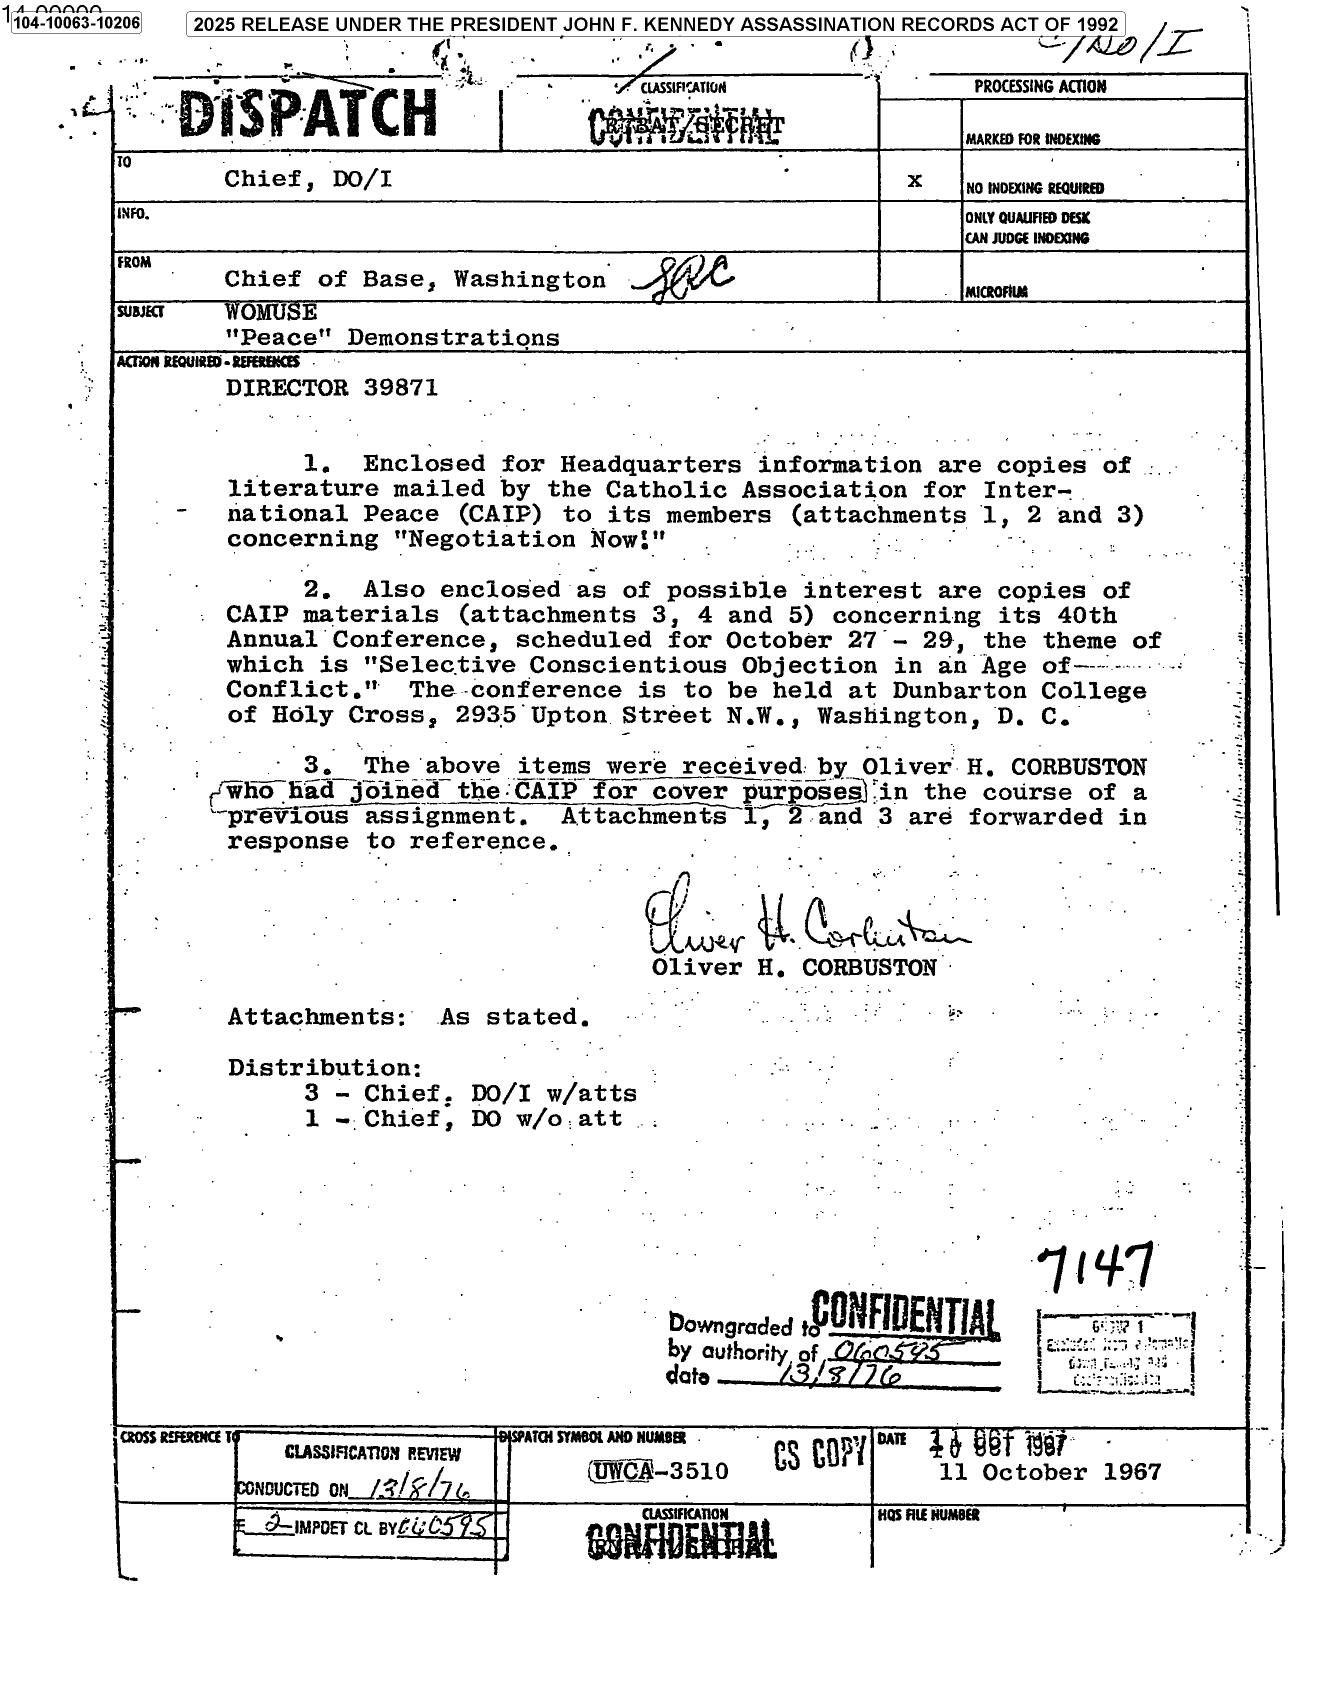 104-10063-10206
2025 RELEASE UNDER THE PRESIDENT JOHN F. KENNEDY ASSASSINATION RECORDS ACT OF 1992
DISPATCH
CLASSIFICATION
CONFIDENTIAL
RYBAT/SECRET
PROCESSING ACTION
MARKED FOR INDEXING
TO
Chief, DO/I
x
NO INDEXING REQUIRED
INFO.
ONLY QUALIFIED DESK
CAN JUDGE INDEXING
FROM
Chief of Base, Washington
MICROFILM
SUBJECT
WOMUSE
"Peace" Demonstrations
ACTION REQUIRED - REFERENCES
DIRECTOR 39871
1. Enclosed for Headquarters information are copies of
literature mailed by the Catholic Association for Inter-
national Peace (CAIP) to its members (attachments 1, 2 and 3)
concerning "Negotiation Now!"
2. Also enclosed as of possible interest are copies of
CAIP materials (attachments 3, 4 and 5) concerning its 40th
Annual Conference, scheduled for October 27 - 29, the theme of
which is "Selective Conscientious Objection in an Age of
Conflict." The conference is to be held at Dunbarton College
of Holy Cross, 2935 Upton Street N.W., Washington, D. C.
3. The above items were received by Oliver H. CORBUSTON
who had joined the CAIP for cover purposes in the course of a
previous assignment. Attachments 1, 2 and 3 are forwarded in
response to reference.
Oliver H. Corbuston
Oliver H. CORBUSTON
Attachments: As stated.
Distribution:
3 - Chief, DO/I w/atts
1 - Chief, DO w/o att
7147
Downgraded to CONFIDENTIAL
by authority of 060595
date 13/8/76
GROUP 1
Excluded from automatic
CROSS REFERENCE TO
CLASSIFICATION REVIEW
CONDUCTED ON 13/8/76
E 2 IMPDET CL BY 060595
DISPATCH SYMBOL AND NUMBER
UWCA-3510
CS COPY
DATE
OCT 1967
11 October 1967
CLASSIFICATION
CONFIDENTIAL
HQS FILE NUMBER